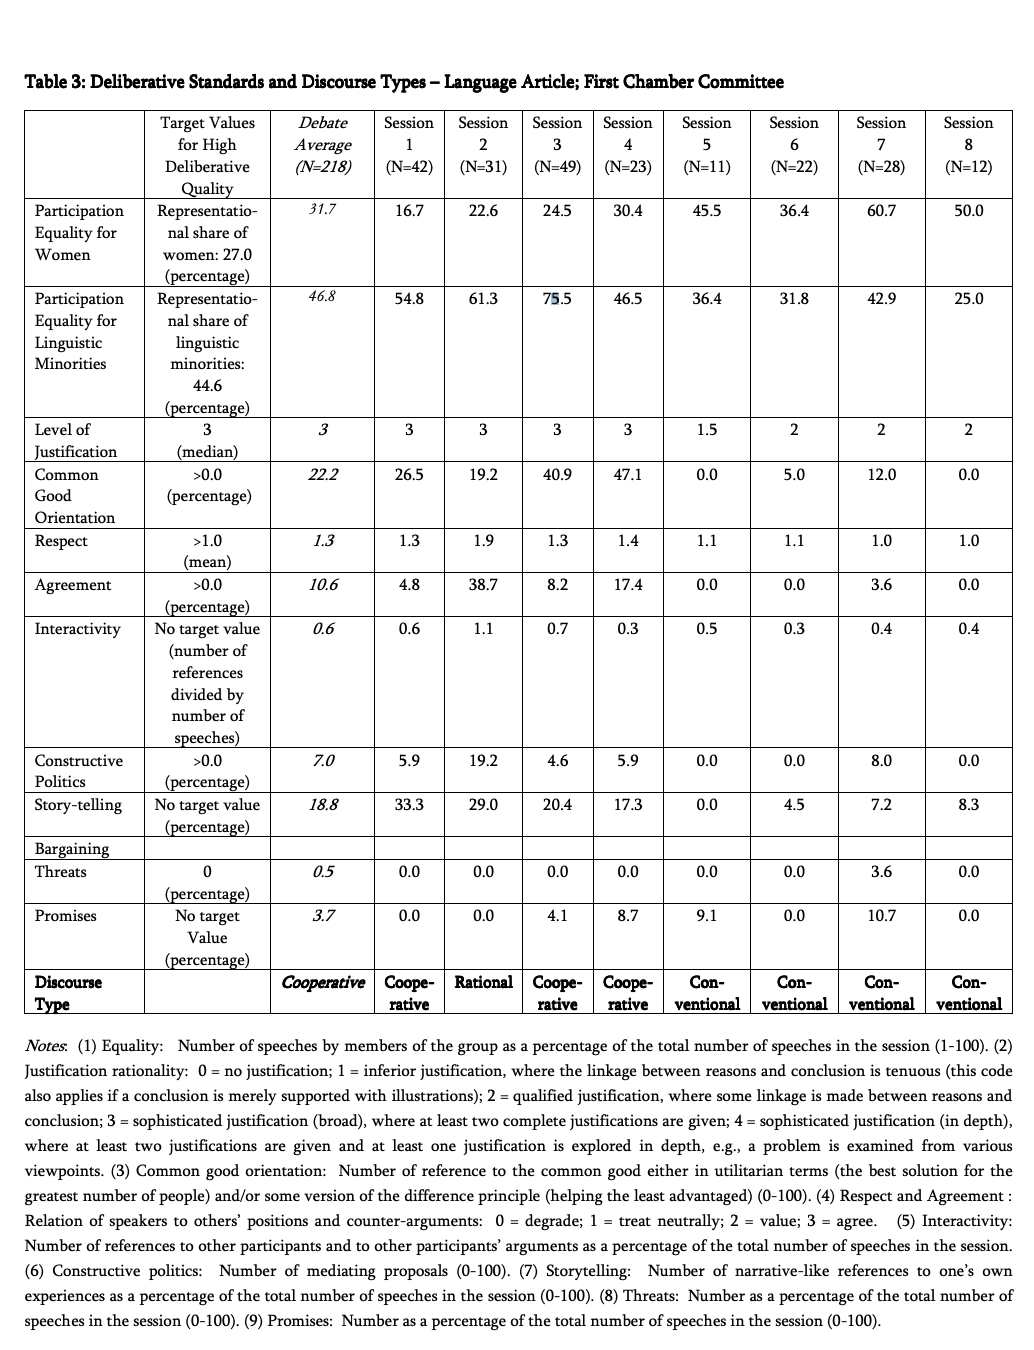 Table 3: Deliberative Standards and Discourse Types – Language Article; First Chamber Committee
Target Values for High Deliberative Quality | Debate Average (N=218) | Session 1 (N=42) | Session 2 (N=31) | Session 3 (N=49) | Session 4 (N=23) | Session 5 (N=11) | Session 6 (N=22) | Session 7 (N=28) | Session 8 (N=12)
Participation Equality for Women | Representatio-nal share of women: 27.0 (percentage) | 31.7 | 16.7 | 22.6 | 24.5 | 30.4 | 45.5 | 36.4 | 60.7 | 50.0
Participation Equality for Linguistic Minorities | Representatio-nal share of linguistic minorities: 44.6 (percentage) | 46.8 | 54.8 | 61.3 | 75.5 | 46.5 | 36.4 | 31.8 | 42.9 | 25.0
Level of Justification | 3 (median) | 3 | 3 | 3 | 3 | 3 | 1.5 | 2 | 2 | 2
Common Good Orientation | >0.0 (percentage) | 22.2 | 26.5 | 19.2 | 40.9 | 47.1 | 0.0 | 5.0 | 12.0 | 0.0
Respect | >1.0 (mean) | 1.3 | 1.3 | 1.9 | 1.3 | 1.4 | 1.1 | 1.1 | 1.0 | 1.0
Agreement | >0.0 (percentage) | 10.6 | 4.8 | 38.7 | 8.2 | 17.4 | 0.0 | 0.0 | 3.6 | 0.0
Interactivity | No target value (number of references divided by number of speeches) | 0.6 | 0.6 | 1.1 | 0.7 | 0.3 | 0.5 | 0.3 | 0.4 | 0.4
Constructive Politics | >0.0 (percentage) | 7.0 | 5.9 | 19.2 | 4.6 | 5.9 | 0.0 | 0.0 | 8.0 | 0.0
Story-telling | No target value (percentage) | 18.8 | 33.3 | 29.0 | 20.4 | 17.3 | 0.0 | 4.5 | 7.2 | 8.3
Bargaining
Threats | 0 (percentage) | 0.5 | 0.0 | 0.0 | 0.0 | 0.0 | 0.0 | 0.0 | 3.6 | 0.0
Promises | No target Value (percentage) | 3.7 | 0.0 | 0.0 | 4.1 | 8.7 | 9.1 | 0.0 | 10.7 | 0.0
Discourse Type | Cooperative | Coope-rative | Rational | Coope-rative | Coope-rative | Con-ventional | Con-ventional | Con-ventional | Con-ventional
Notes: (1) Equality: Number of speeches by members of the group as a percentage of the total number of speeches in the session (1-100). (2)
Justification rationality: 0 = no justification; 1 = inferior justification, where the linkage between reasons and conclusion is tenuous (this code
also applies if a conclusion is merely supported with illustrations); 2 = qualified justification, where some linkage is made between reasons and
conclusion; 3 = sophisticated justification (broad), where at least two complete justifications are given; 4 = sophisticated justification (in depth),
where at least two justifications are given and at least one justification is explored in depth, e.g., a problem is examined from various
viewpoints. (3) Common good orientation: Number of reference to the common good either in utilitarian terms (the best solution for the
greatest number of people) and/or some version of the difference principle (helping the least advantaged) (0-100). (4) Respect and Agreement :
Relation of speakers to others’ positions and counter-arguments: 0 = degrade; 1 = treat neutrally; 2 = value; 3 = agree. (5) Interactivity:
Number of references to other participants and to other participants’ arguments as a percentage of the total number of speeches in the session.
(6) Constructive politics: Number of mediating proposals (0-100). (7) Storytelling: Number of narrative-like references to one’s own
experiences as a percentage of the total number of speeches in the session (0-100). (8) Threats: Number as a percentage of the total number of
speeches in the session (0-100). (9) Promises: Number as a percentage of the total number of speeches in the session (0-100).